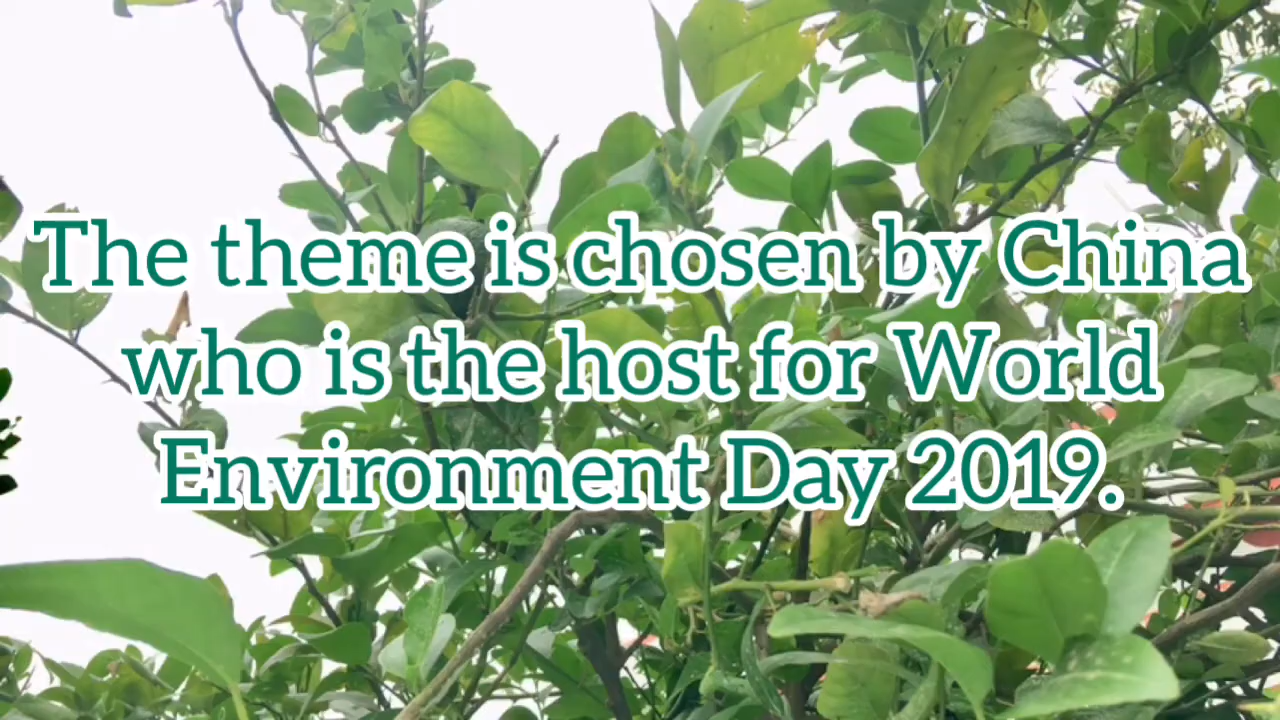 The theme is chosen by China
who is the host for World
Environment Day 2019.